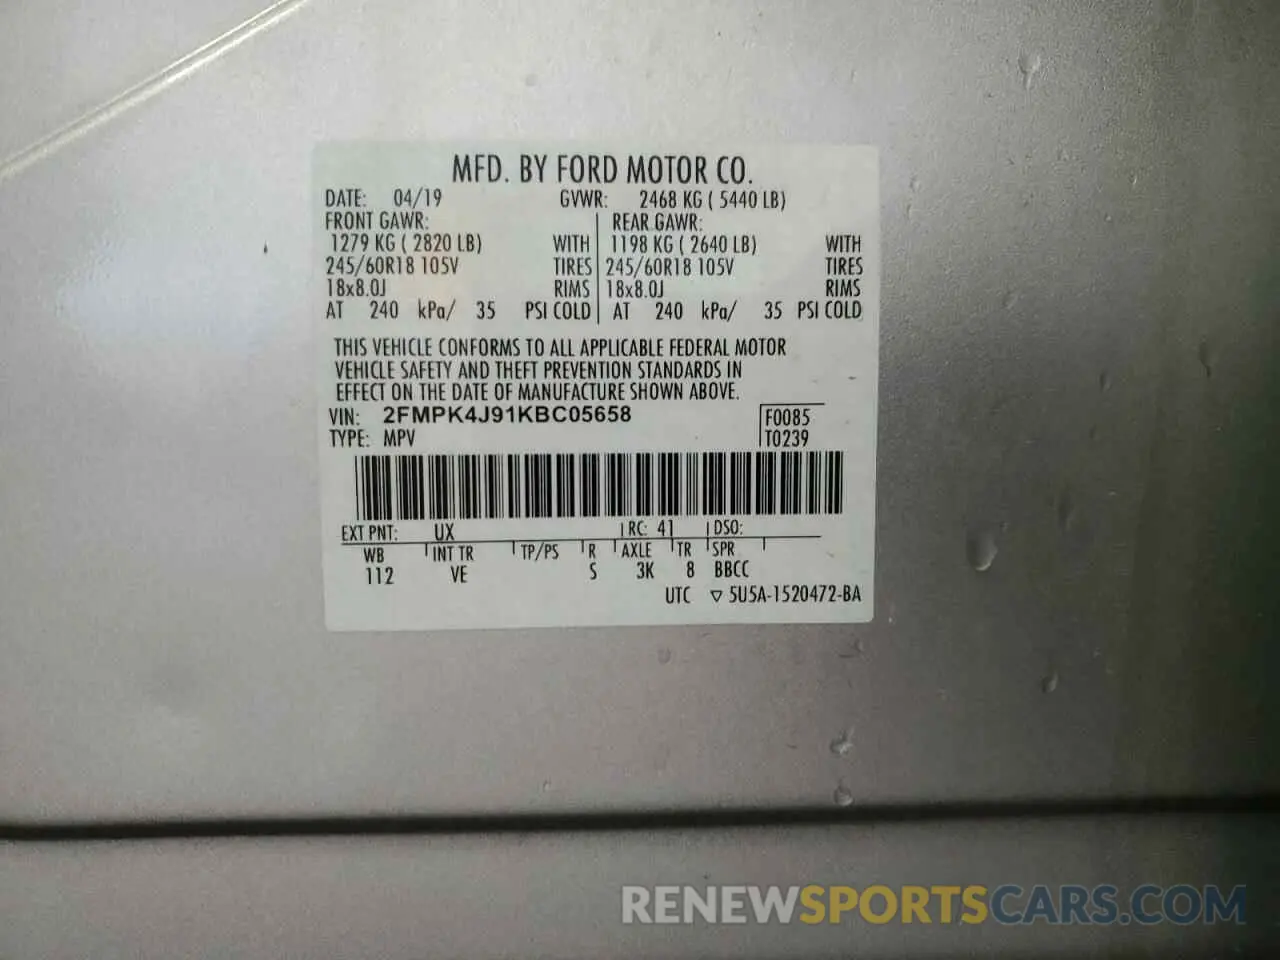 MFD. BY FORD MOTOR CO.
DATE: 04/19 GVWR: 2468 KG ( 5440 LB)
FRONT GAWR: REAR GAWR:
1279 KG ( 2820 LB) WITH 1198 KG ( 2640 LB) WITH
245/60R18 105V TIRES 245/60R18 105V TIRES
18x8.0J RIMS 18x8.0J RIMS
AT 240 kPa/ 35 PSI COLD AT 240 kPa/ 35 PSI COLD
THIS VEHICLE CONFORMS TO ALL APPLICABLE FEDERAL MOTOR
VEHICLE SAFETY AND THEFT PREVENTION STANDARDS IN
EFFECT ON THE DATE OF MANUFACTURE SHOWN ABOVE.
VIN: 2FMPK4J91KBC05658 F0085
TYPE: MPV T0239
EXT PNT: UX RC: 41 DSO:
WB INT TR TP/PS R AXLE TR SPR
112 VE S 3K 8 BBCC
UTC ▽ 5U5A-1520472-BA
RENEWSPORTSCARS.COM